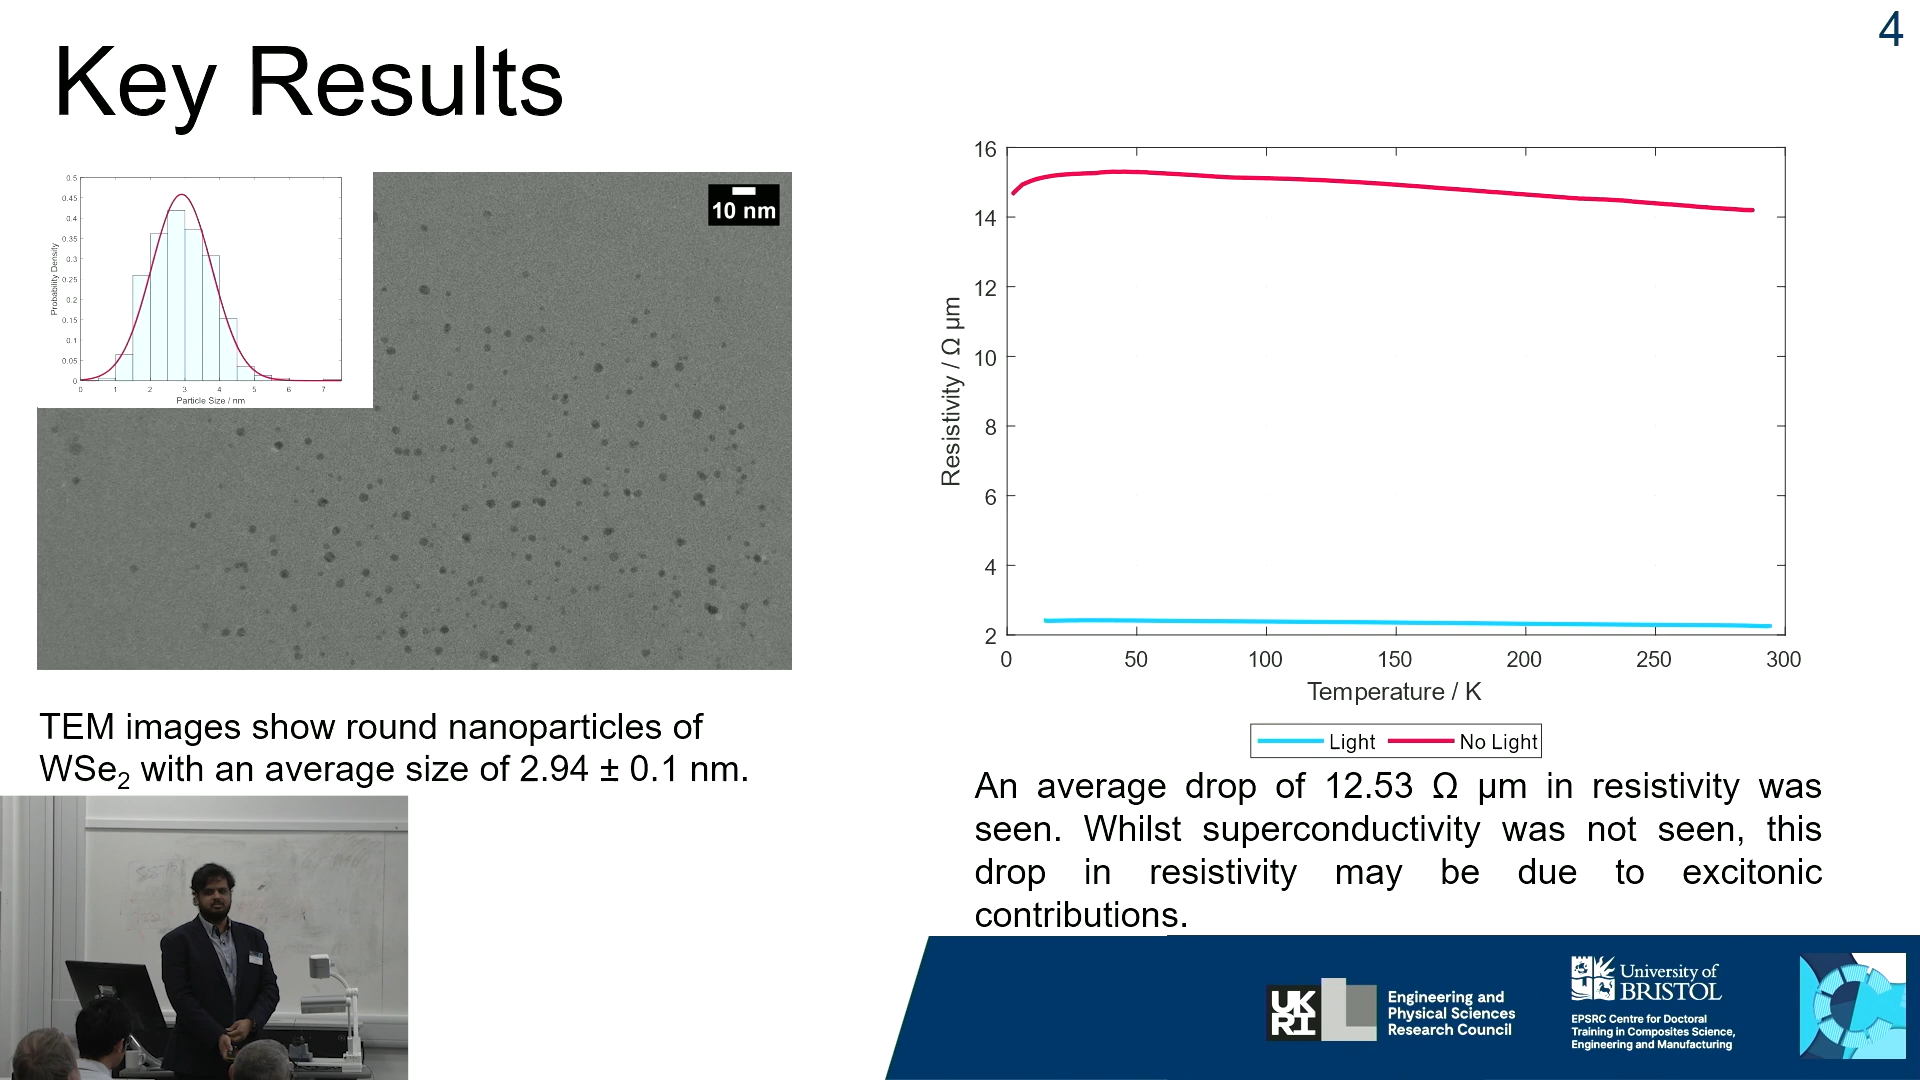 4
Key Results
0.5
0.45
0.4
0.35
0.3
0.25
0.2
0.15
0.1
0.05
0
Probability Density
0 1 2 3 4 5 6 7
Particle Size / nm
10 nm
TEM images show round nanoparticles of
WSe₂ with an average size of 2.94 ± 0.1 nm.
16
14
12
10
8
6
4
2
Resistivity / Ω μm
0 50 100 150 200 250 300
Temperature / K
Light No Light
An average drop of 12.53 Ω μm in resistivity was
seen. Whilst superconductivity was not seen, this
drop in resistivity may be due to excitonic
contributions.
UK
RI
Engineering and
Physical Sciences
Research Council
University of
BRISTOL
EPSRC Centre for Doctoral
Training in Composites Science,
Engineering and Manufacturing